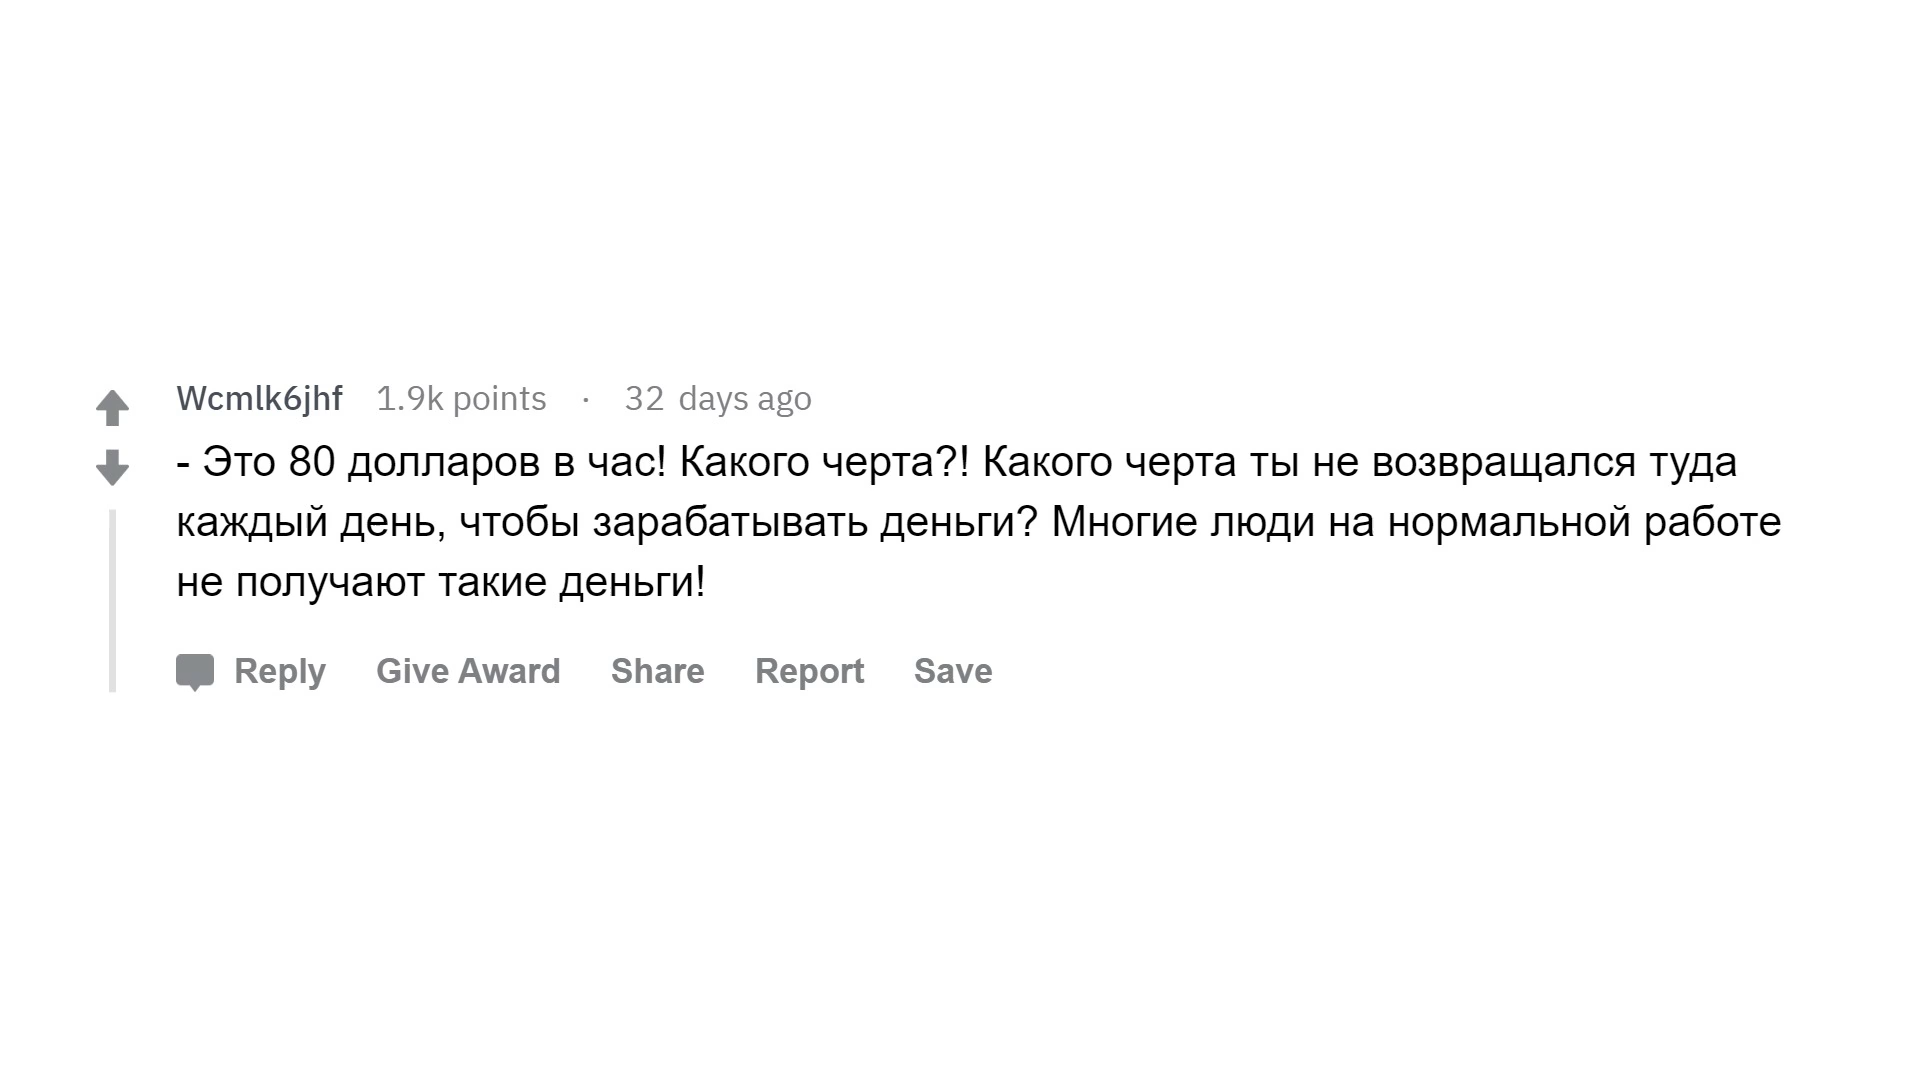 Wcmlk6jhf 1.9k points · 32 days ago
- Это 80 долларов в час! Какого черта?! Какого черта ты не возвращался туда
каждый день, чтобы зарабатывать деньги? Многие люди на нормальной работе
не получают такие деньги!
Reply Give Award Share Report Save